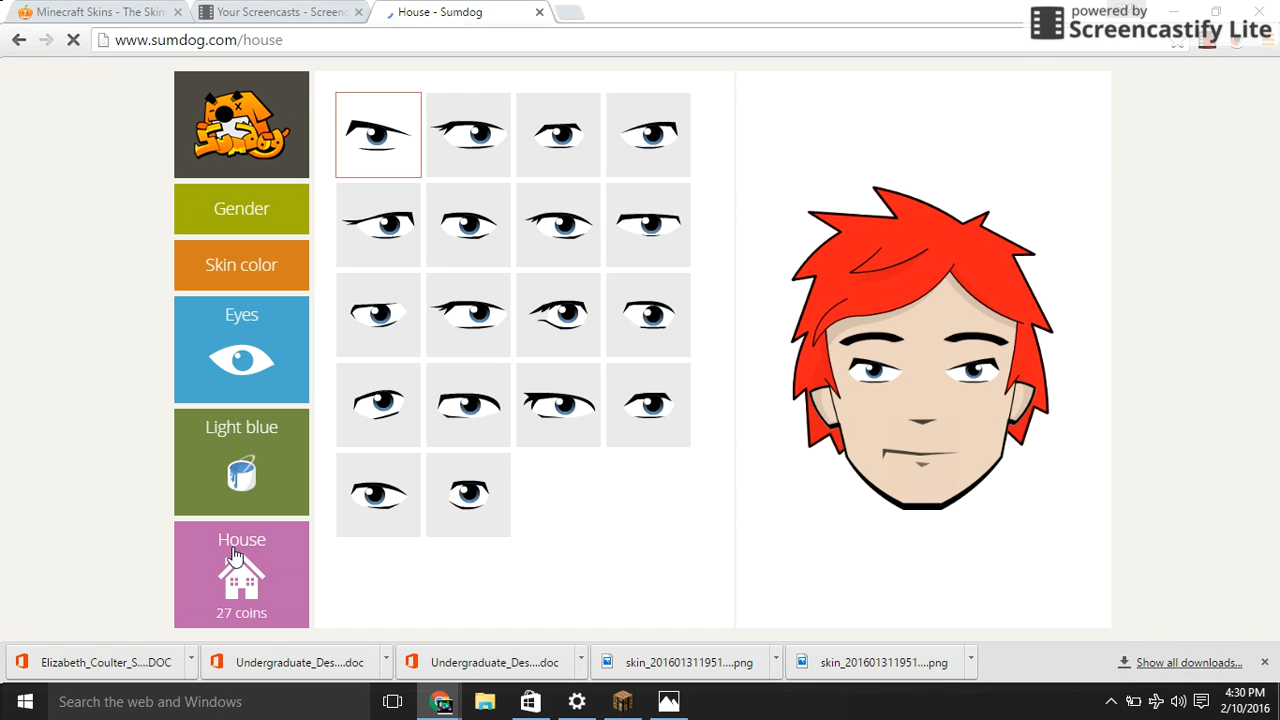 Minecraft Skins - The Skin
Your Screencasts - Screen
House - Sumdog
powered by
Screencastify Lite
www.sumdog.com/house
Sumdog
Gender
Skin color
Eyes
Light blue
House
27 coins
Elizabeth_Coulter_S....DOC
Undergraduate_Des....doc
Undergraduate_Des....doc
skin_201601311951....png
skin_201601311951....png
Show all downloads...
Search the web and Windows
4:30 PM
2/10/2016